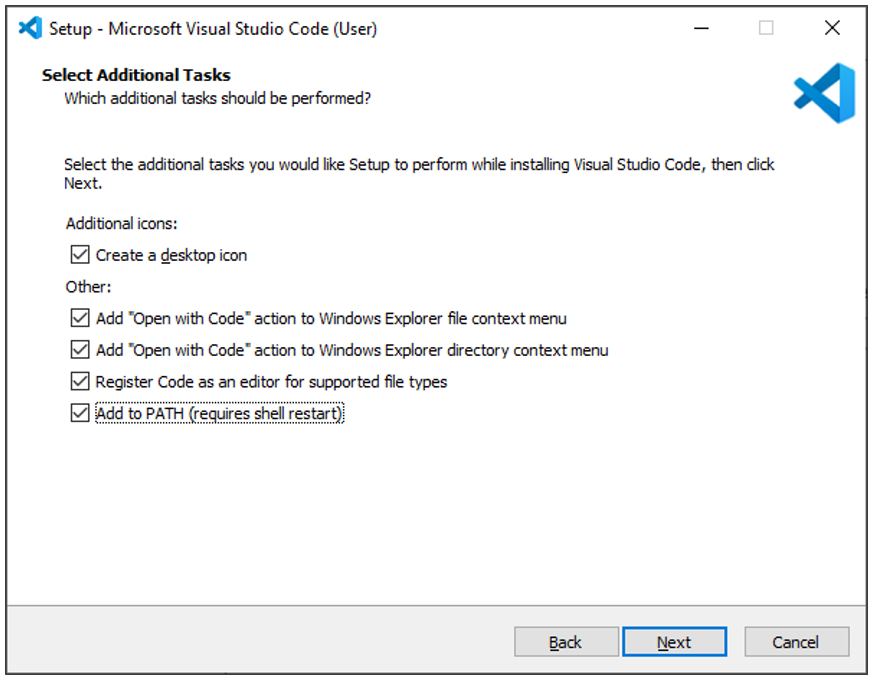 Setup - Microsoft Visual Studio Code (User)
Select Additional Tasks
Which additional tasks should be performed?
Select the additional tasks you would like Setup to perform while installing Visual Studio Code, then click
Next.
Additional icons:
Create a desktop icon
Other:
Add "Open with Code" action to Windows Explorer file context menu
Add "Open with Code" action to Windows Explorer directory context menu
Register Code as an editor for supported file types
Add to PATH (requires shell restart)
Back Next Cancel